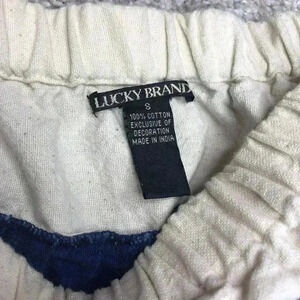 LUCKY BRAND
S
100% COTTON
EXCLUSIVE OF
DECORATION
MADE IN INDIA